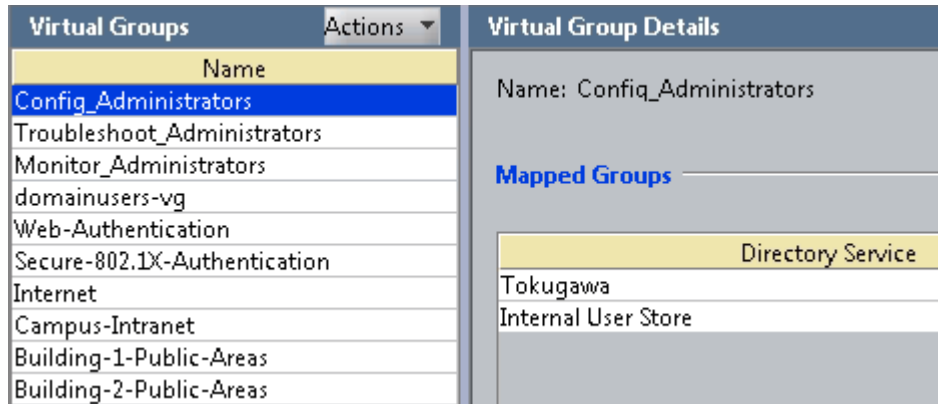 Virtual Groups
Actions
Name
Config_Administrators
Troubleshoot_Administrators
Monitor_Administrators
domainusers-vg
Web-Authentication
Secure-802.1X-Authentication
Internet
Campus-Intranet
Building-1-Public-Areas
Building-2-Public-Areas
Virtual Group Details
Name: Config_Administrators
Mapped Groups
Directory Service
Tokugawa
Internal User Store